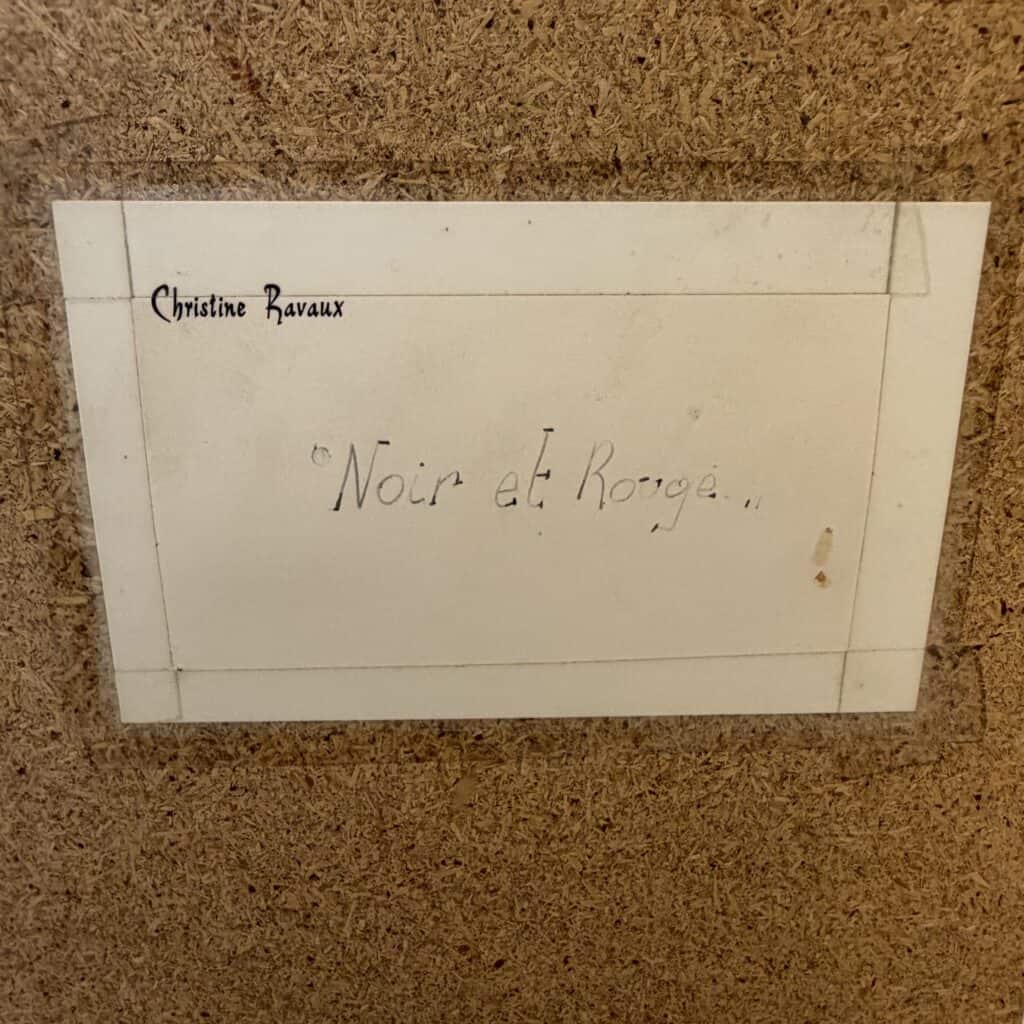 Christine Ravaux
"Noir et Rouge..."